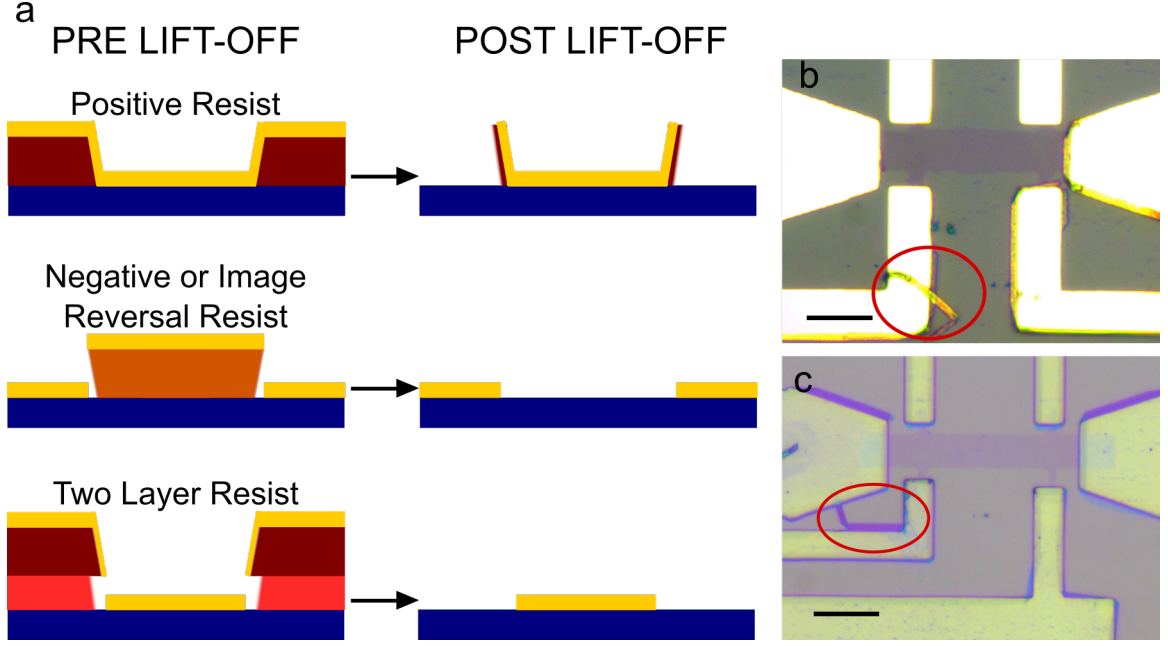 a
PRE LIFT-OFF
POST LIFT-OFF
Positive Resist
Negative or Image
Reversal Resist
Two Layer Resist
b
c